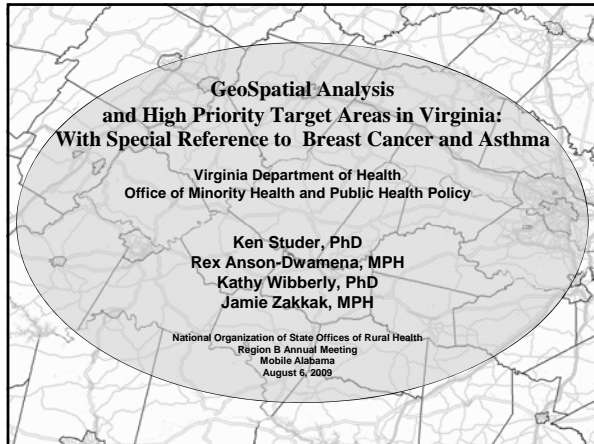 GeoSpatial Analysis
and High Priority Target Areas in Virginia:
With Special Reference to Breast Cancer and Asthma
Virginia Department of Health
Office of Minority Health and Public Health Policy
Ken Studer, PhD
Rex Anson-Dwamena, MPH
Kathy Wibberly, PhD
Jamie Zakkak, MPH
National Organization of State Offices of Rural Health
Region B Annual Meeting
Mobile Alabama
August 6, 2009